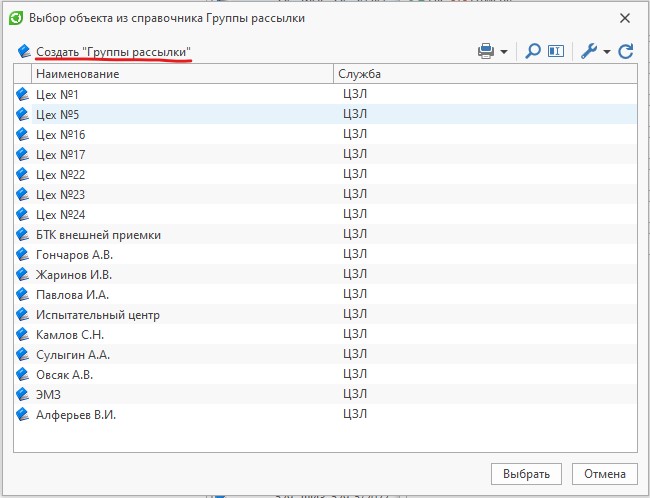 Выбор объекта из справочника Группы рассылки
Создать "Группы рассылки"
Наименование Служба
Цех №1 ЦЗЛ
Цех №5 ЦЗЛ
Цех №16 ЦЗЛ
Цех №17 ЦЗЛ
Цех №22 ЦЗЛ
Цех №23 ЦЗЛ
Цех №24 ЦЗЛ
БТК внешней приемки ЦЗЛ
Гончаров А.В. ЦЗЛ
Жаринов И.В. ЦЗЛ
Павлова И.А. ЦЗЛ
Испытательный центр ЦЗЛ
Камлов С.Н. ЦЗЛ
Сулыгин А.А. ЦЗЛ
Овсяк А.В. ЦЗЛ
ЭМЗ ЦЗЛ
Алферьев В.И. ЦЗЛ
Выбрать Отмена